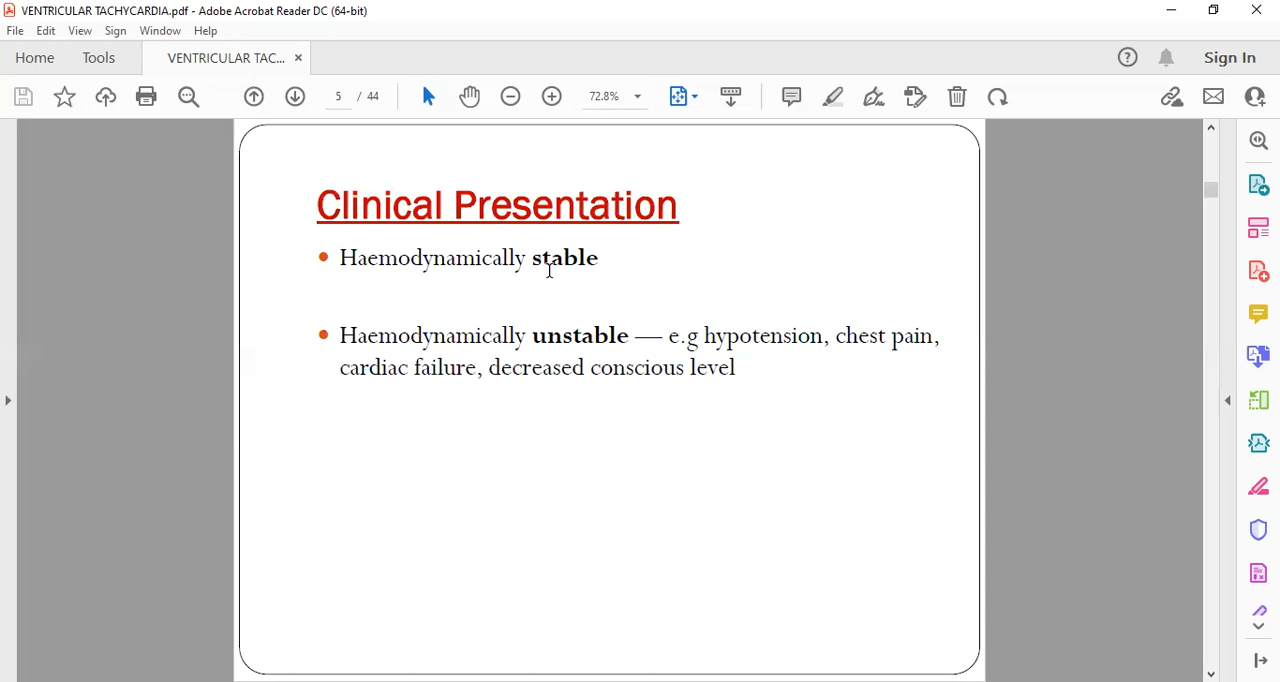 VENTRICULAR TACHYCARDIA.pdf - Adobe Acrobat Reader DC (64-bit)
File Edit View Sign Window Help
Home Tools VENTRICULAR TAC... × Sign In
5 / 44 72.8%
Clinical Presentation
• Haemodynamically stable
• Haemodynamically unstable — e.g hypotension, chest pain,
cardiac failure, decreased conscious level